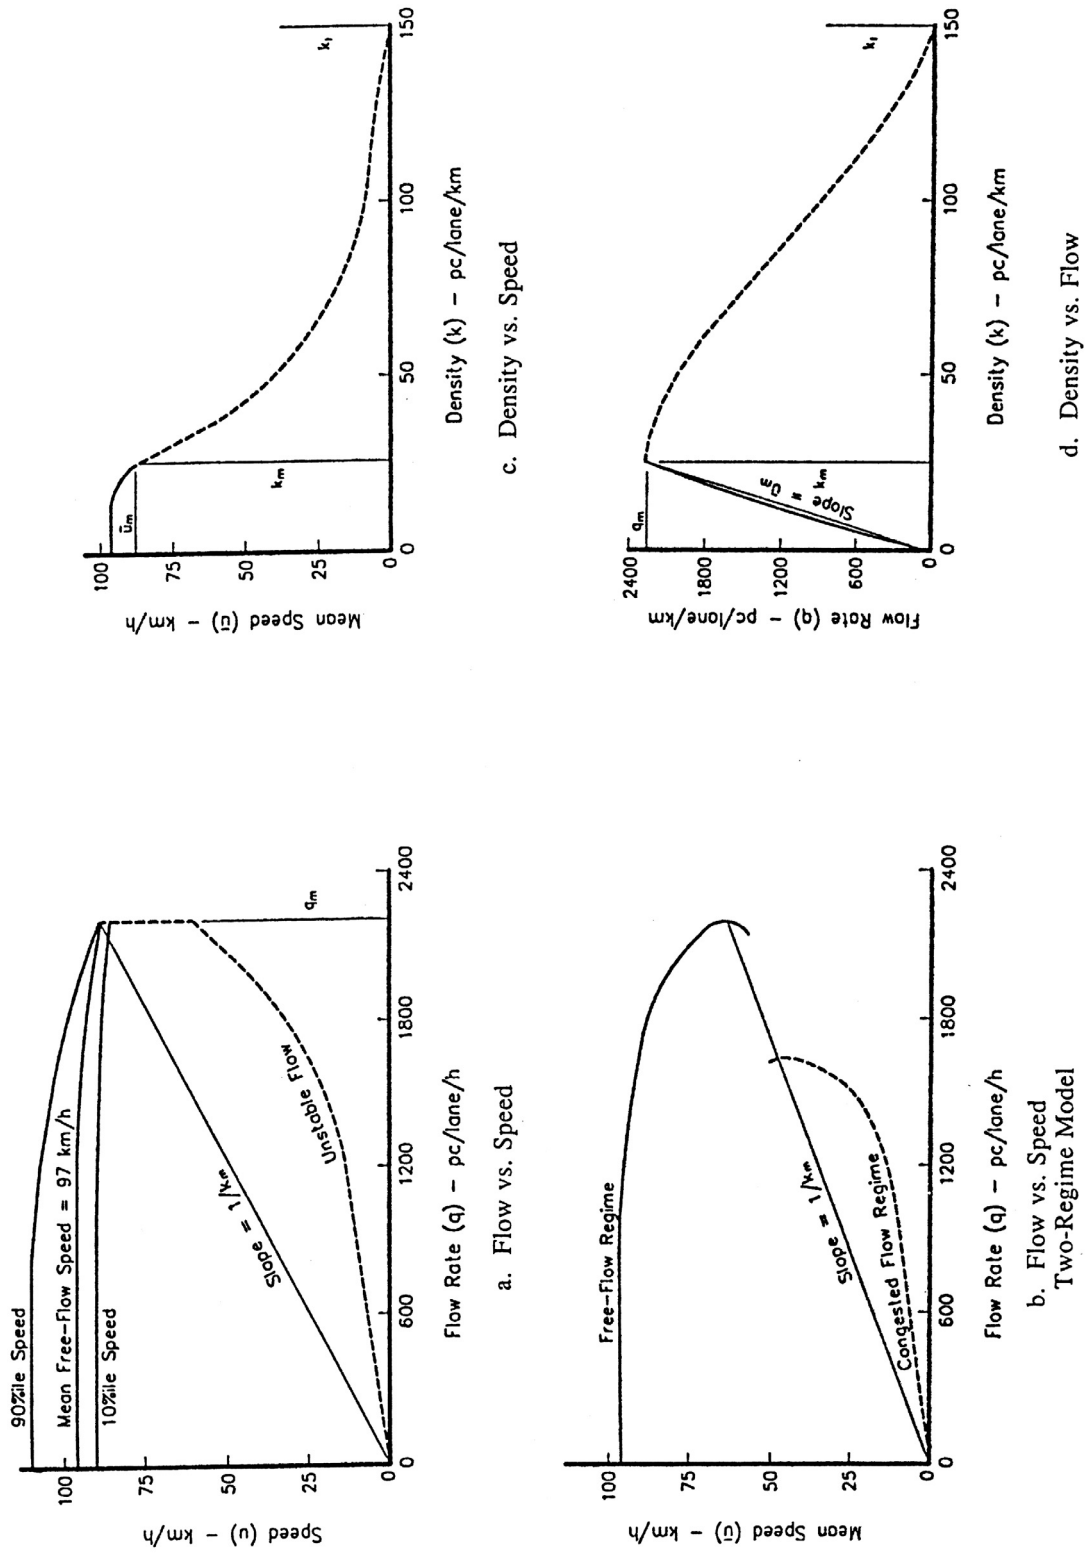 90%ile Speed
Mean Free-Flow Speed = 97 km/h
10%ile Speed
100
75
50
25
0
Speed (u) - km/h
Slope = 1/km
Unstable Flow
qm
0
600
1200
1800
2400
Flow Rate (q) - pc/lane/h
a. Flow vs. Speed
100
75
50
25
0
Mean Speed (ū) - km/h
ūm
km
kj
0
50
100
150
Density (k) - pc/lane/km
c. Density vs. Speed
Free-Flow Regime
100
75
50
25
0
Mean Speed (ū) - km/h
Slope = 1/km
Congested Flow Regime
0
600
1200
1800
2400
Flow Rate (q) - pc/lane/h
b. Flow vs. Speed
Two-Regime Model
2400
1800
1200
600
0
Flow Rate (q) - pc/lane/km
qm
Slope = ūm
km
kj
0
50
100
150
Density (k) - pc/lane/km
d. Density vs. Flow